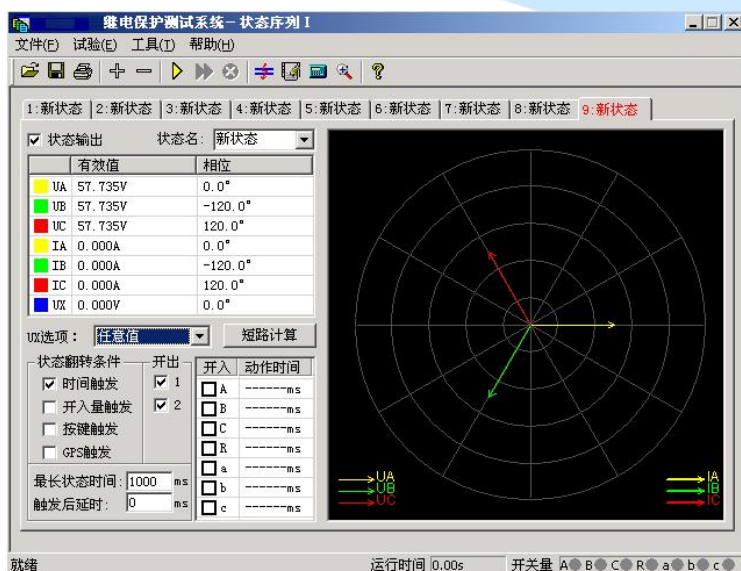 继电保护测试系统-状态序列 I
文件(F) 试验(E) 工具(T) 帮助(H)
1:新状态 2:新状态 3:新状态 4:新状态 5:新状态 6:新状态 7:新状态 8:新状态 9:新状态
状态输出 状态名: 新状态
有效值 相位
UA 57.735V 0.0°
UB 57.735V -120.0°
UC 57.735V 120.0°
IA 0.000A 0.0°
IB 0.000A -120.0°
IC 0.000A 120.0°
UX 0.000V 0.0°
UX选项: 任意值 短路计算
状态翻转条件 开出 开入 动作时间
时间触发 1 A ------ms
开入量触发 2 B ------ms
按键触发 C ------ms
GPS触发 R ------ms
a ------ms
最长状态时间: 1000 ms b ------ms
触发后延时: 0 ms c ------ms
UA IA
UB IB
UC IC
就绪 运行时间 0.00s 开关量 A B C R a b c